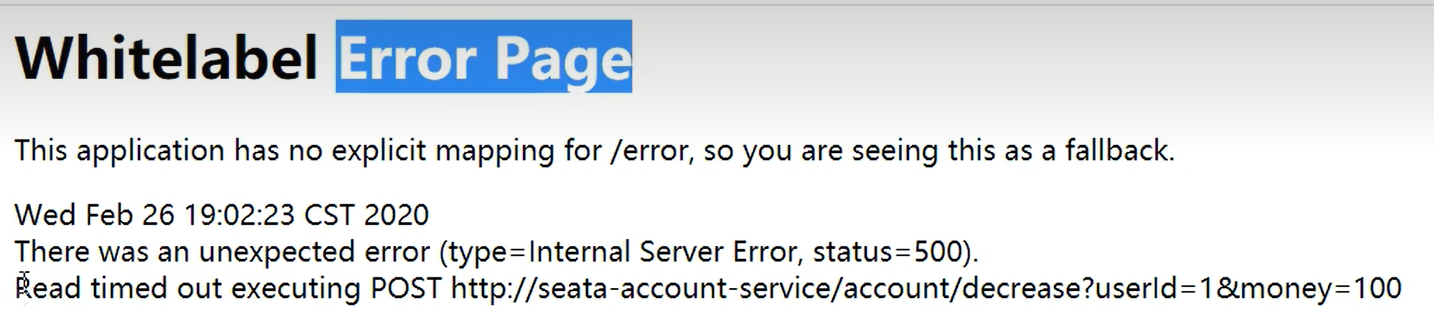 Whitelabel Error Page
This application has no explicit mapping for /error, so you are seeing this as a fallback.
Wed Feb 26 19:02:23 CST 2020
There was an unexpected error (type=Internal Server Error, status=500).
Read timed out executing POST http://seata-account-service/account/decrease?userId=1&money=100